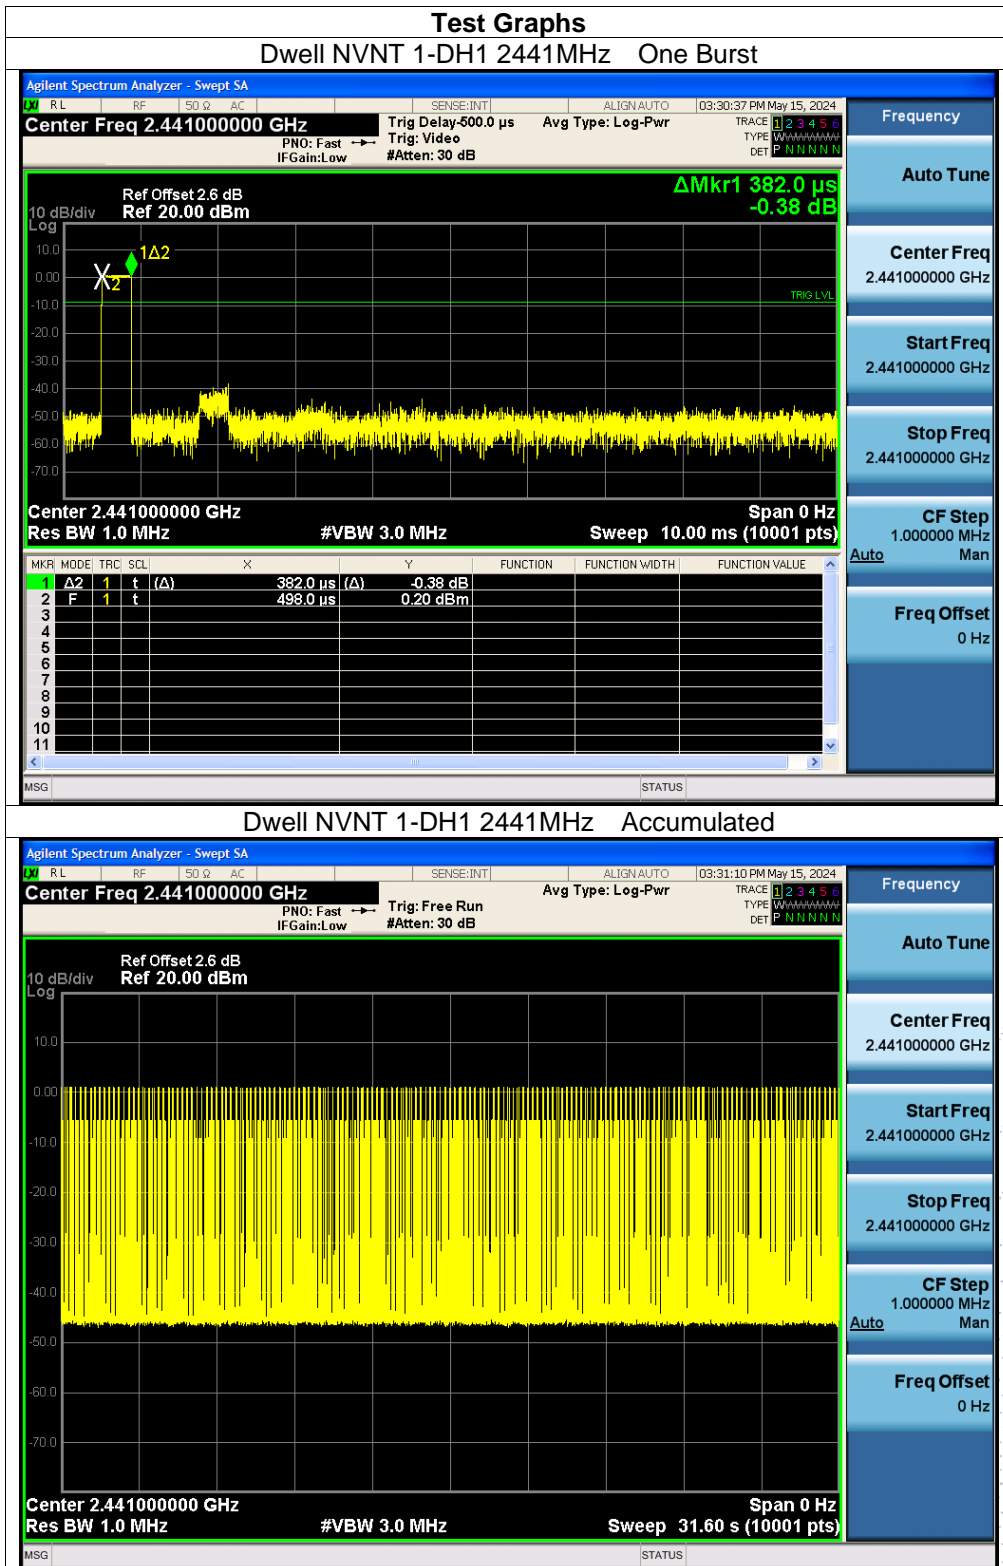 Test Graphs
Dwell NVNT 1-DH1 2441MHz One Burst
Agilent Spectrum Analyzer - Swept SA
LXI RL RF 50 Ω AC SENSE:INT ALIGN AUTO 03:30:37 PM May 15, 2024
Center Freq 2.441000000 GHz
PNO: Fast
IFGain:Low
Trig Delay-500.0 µs
Trig: Video
#Atten: 30 dB
Avg Type: Log-Pwr
TRACE 1 2 3 4 5 6
TYPE WWWWWW
DET P N N N N N
Ref Offset 2.6 dB
10 dB/div Ref 20.00 dBm
Log
ΔMkr1 382.0 µs
-0.38 dB
10.0
0.00
-10.0
-20.0
-30.0
-40.0
-50.0
-60.0
-70.0
1Δ2
2
TRIG LVL
Center 2.441000000 GHz Span 0 Hz
Res BW 1.0 MHz #VBW 3.0 MHz Sweep 10.00 ms (10001 pts)
MKR MODE TRC SCL X Y FUNCTION FUNCTION WIDTH FUNCTION VALUE
1 Δ2 1 t (Δ) 382.0 µs (Δ) -0.38 dB
2 F 1 t 498.0 µs 0.20 dBm
3
4
5
6
7
8
9
10
11
MSG STATUS
Frequency
Auto Tune
Center Freq
2.441000000 GHz
Start Freq
2.441000000 GHz
Stop Freq
2.441000000 GHz
CF Step
1.000000 MHz
Auto Man
Freq Offset
0 Hz
Dwell NVNT 1-DH1 2441MHz Accumulated
Agilent Spectrum Analyzer - Swept SA
LXI RL RF 50 Ω AC SENSE:INT ALIGN AUTO 03:31:10 PM May 15, 2024
Center Freq 2.441000000 GHz
PNO: Fast
IFGain:Low
Trig: Free Run
#Atten: 30 dB
Avg Type: Log-Pwr
TRACE 1 2 3 4 5 6
TYPE WWWWWW
DET P N N N N N
Ref Offset 2.6 dB
10 dB/div Ref 20.00 dBm
Log
10.0
0.00
-10.0
-20.0
-30.0
-40.0
-50.0
-60.0
-70.0
Center 2.441000000 GHz Span 0 Hz
Res BW 1.0 MHz #VBW 3.0 MHz Sweep 31.60 s (10001 pts)
MSG STATUS
Frequency
Auto Tune
Center Freq
2.441000000 GHz
Start Freq
2.441000000 GHz
Stop Freq
2.441000000 GHz
CF Step
1.000000 MHz
Auto Man
Freq Offset
0 Hz